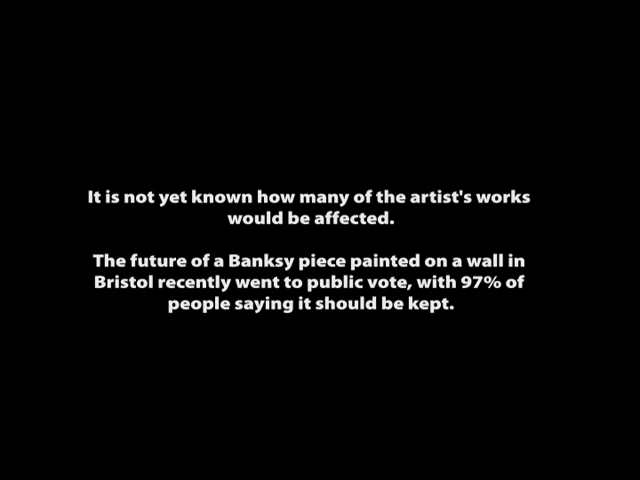 It is not yet known how many of the artist's works
would be affected.
The future of a Banksy piece painted on a wall in
Bristol recently went to public vote, with 97% of
people saying it should be kept.